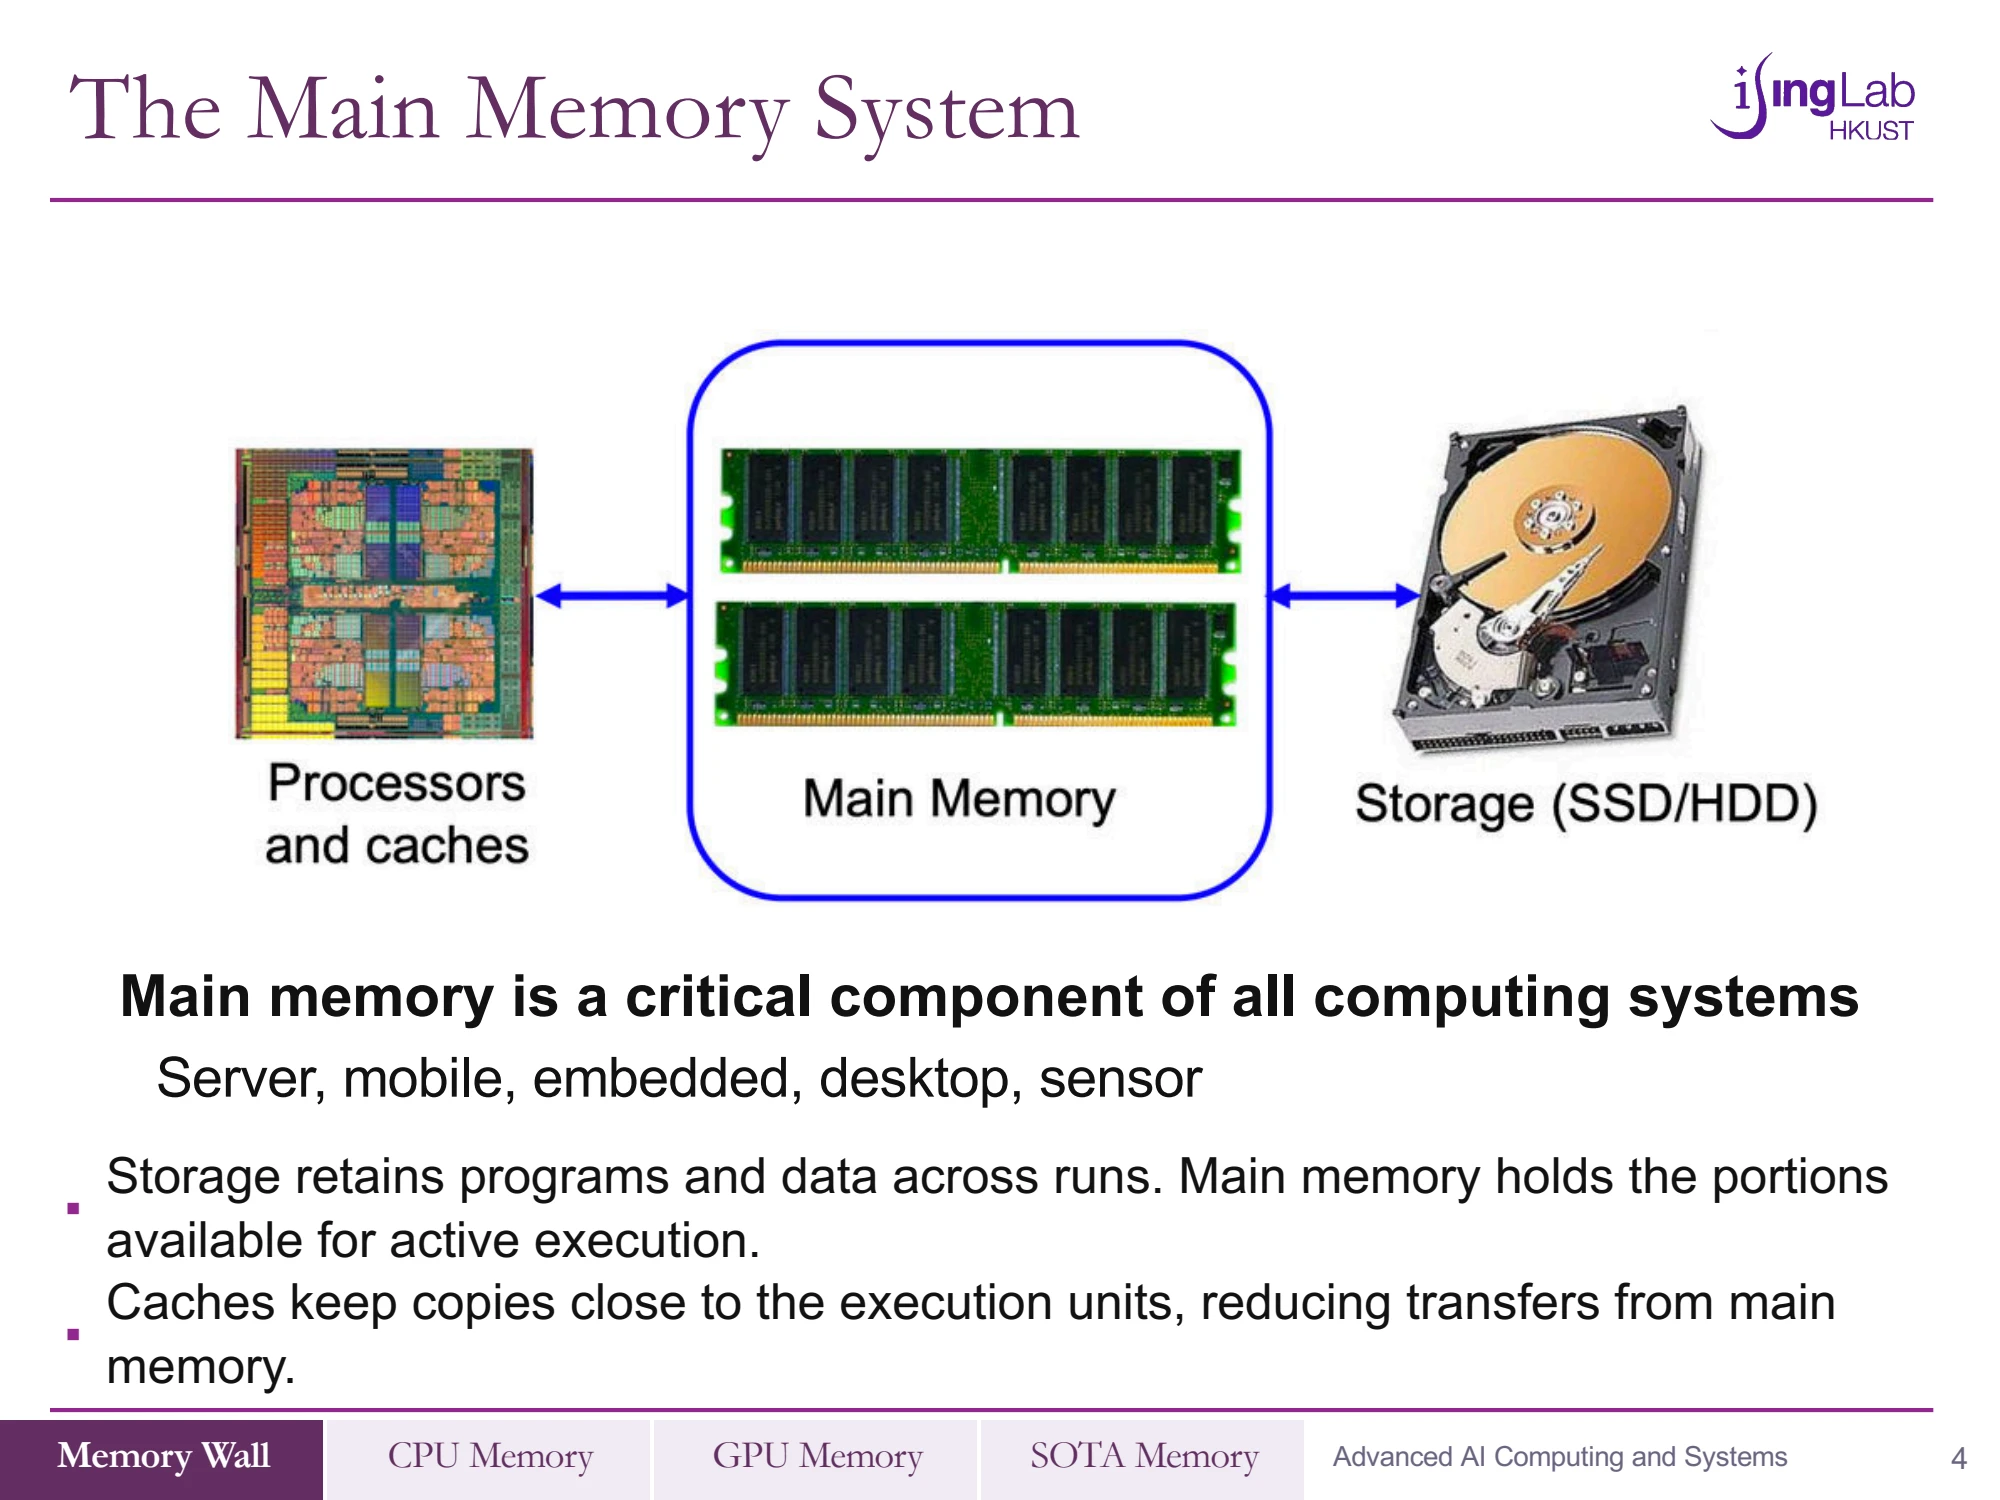 The Main Memory System
isingLab
HKUST
Processors
and caches
Main Memory
Storage (SSD/HDD)
Main memory is a critical component of all computing systems
Server, mobile, embedded, desktop, sensor
▪ Storage retains programs and data across runs. Main memory holds the portions
available for active execution.
▪ Caches keep copies close to the execution units, reducing transfers from main
memory.
Memory Wall
CPU Memory
GPU Memory
SOTA Memory
Advanced AI Computing and Systems
4